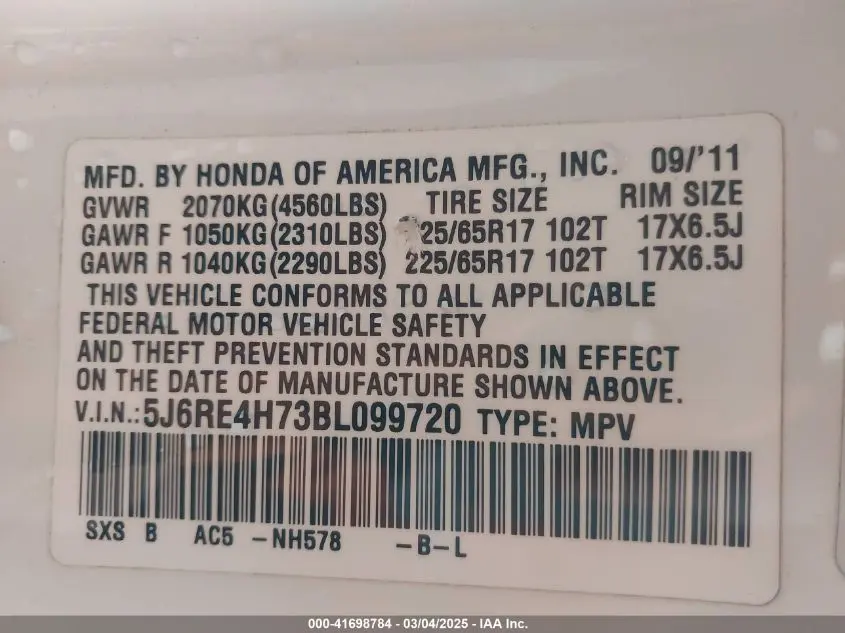 MFD. BY HONDA OF AMERICA MFG., INC. 09/'11
GVWR 2070KG(4560LBS) TIRE SIZE RIM SIZE
GAWR F 1050KG(2310LBS) 25/65R17 102T 17X6.5J
GAWR R 1040KG(2290LBS) 225/65R17 102T 17X6.5J
THIS VEHICLE CONFORMS TO ALL APPLICABLE
FEDERAL MOTOR VEHICLE SAFETY
AND THEFT PREVENTION STANDARDS IN EFFECT
ON THE DATE OF MANUFACTURE SHOWN ABOVE.
V.I.N.:5J6RE4H73BL099720 TYPE: MPV
SXS B AC5 -NH578 -B-L
000-41698784 - 03/04/2025 - IAA Inc.